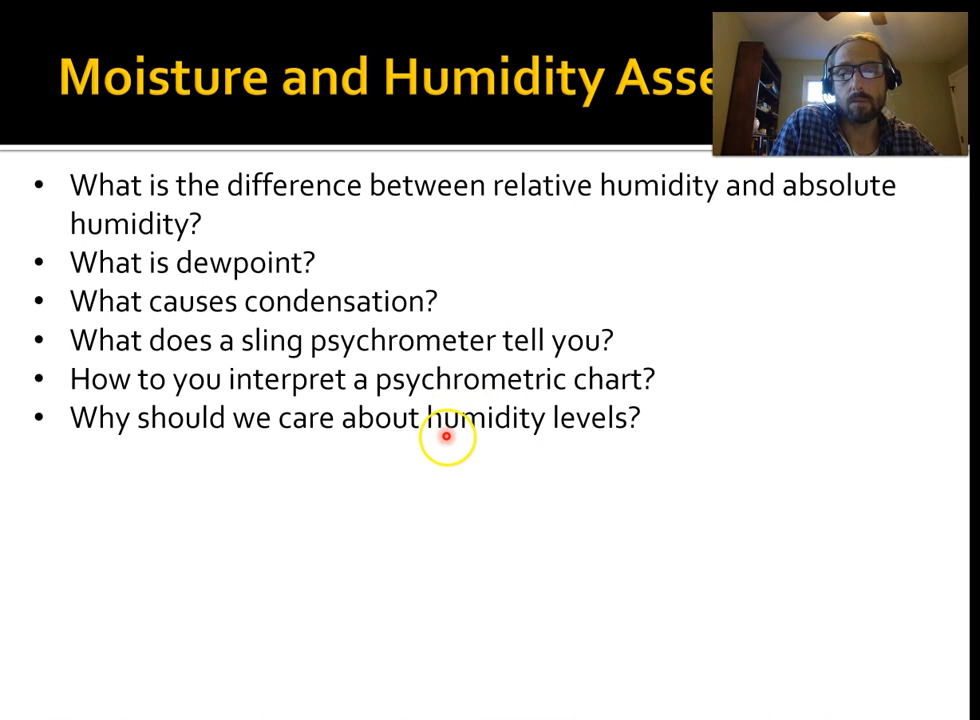 Moisture and Humidity
• What is the difference between relative humidity and absolute
humidity?
• What is dewpoint?
• What causes condensation?
• What does a sling psychrometer tell you?
• How to you interpret a psychrometric chart?
• Why should we care about humidity levels?